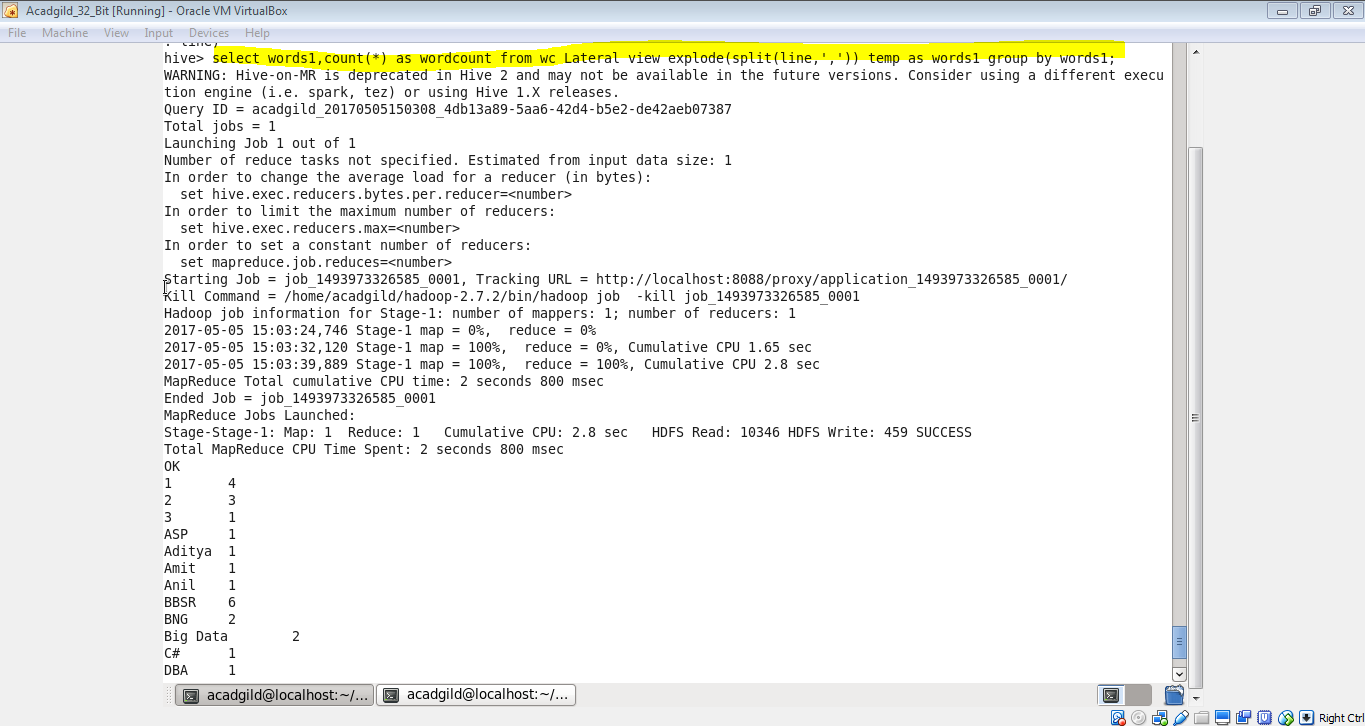 Acadgild_32_Bit [Running] - Oracle VM VirtualBox
File Machine View Input Devices Help
: line)
hive> select words1,count(*) as wordcount from wc Lateral view explode(split(line,',')) temp as words1 group by words1;
WARNING: Hive-on-MR is deprecated in Hive 2 and may not be available in the future versions. Consider using a different execu
tion engine (i.e. spark, tez) or using Hive 1.X releases.
Query ID = acadgild_20170505150308_4db13a89-5aa6-42d4-b5e2-de42aeb07387
Total jobs = 1
Launching Job 1 out of 1
Number of reduce tasks not specified. Estimated from input data size: 1
In order to change the average load for a reducer (in bytes):
  set hive.exec.reducers.bytes.per.reducer=<number>
In order to limit the maximum number of reducers:
  set hive.exec.reducers.max=<number>
In order to set a constant number of reducers:
  set mapreduce.job.reduces=<number>
Starting Job = job_1493973326585_0001, Tracking URL = http://localhost:8088/proxy/application_1493973326585_0001/
Kill Command = /home/acadgild/hadoop-2.7.2/bin/hadoop job  -kill job_1493973326585_0001
Hadoop job information for Stage-1: number of mappers: 1; number of reducers: 1
2017-05-05 15:03:24,746 Stage-1 map = 0%,  reduce = 0%
2017-05-05 15:03:32,120 Stage-1 map = 100%,  reduce = 0%, Cumulative CPU 1.65 sec
2017-05-05 15:03:39,889 Stage-1 map = 100%,  reduce = 100%, Cumulative CPU 2.8 sec
MapReduce Total cumulative CPU time: 2 seconds 800 msec
Ended Job = job_1493973326585_0001
MapReduce Jobs Launched:
Stage-Stage-1: Map: 1  Reduce: 1   Cumulative CPU: 2.8 sec   HDFS Read: 10346 HDFS Write: 459 SUCCESS
Total MapReduce CPU Time Spent: 2 seconds 800 msec
OK
1       4
2       3
3       1
ASP     1
Aditya  1
Amit    1
Anil    1
BBSR    6
BNG     2
Big Data        2
C#      1
DBA     1
acadgild@localhost:~/... acadgild@localhost:~/...
Right Ctrl